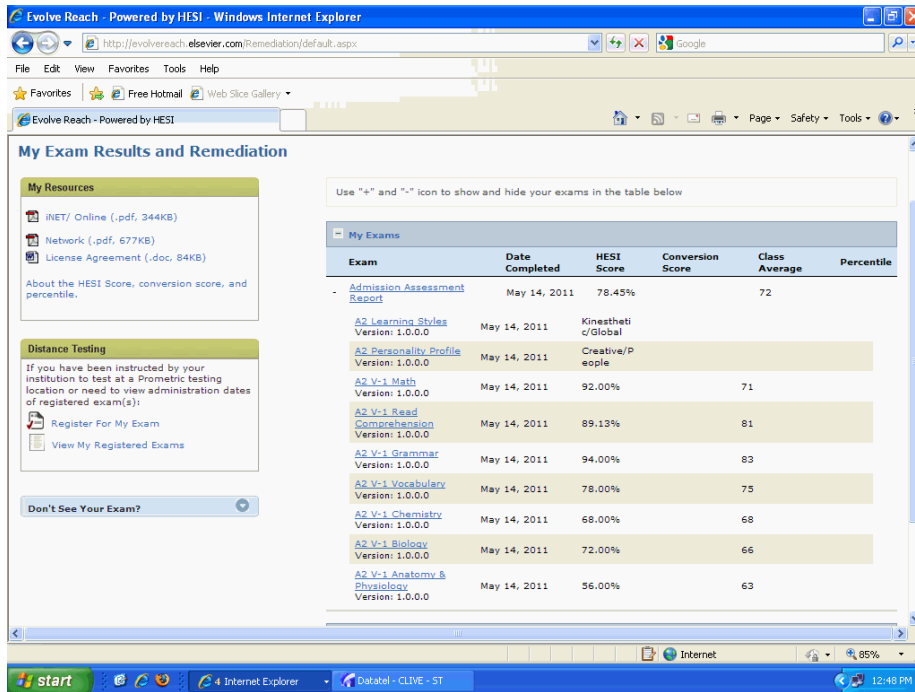 Evolve Reach - Powered by HESI - Windows Internet Explorer
http://evolvereach.elsevier.com/Remediation/default.aspx
Google
File Edit View Favorites Tools Help
Favorites Free Hotmail Web Slice Gallery
Evolve Reach - Powered by HESI
Page Safety Tools
My Exam Results and Remediation
My Resources
iNET/ Online (.pdf, 344KB)
Network (.pdf, 677KB)
License Agreement (.doc, 84KB)
About the HESI Score, conversion score, and
percentile.
Distance Testing
If you have been instructed by your
institution to test at a Prometric testing
location or need to view administration dates
of registered exam(s):
Register For My Exam
View My Registered Exams
Don't See Your Exam?
Use "+" and "-" icon to show and hide your exams in the table below
- My Exams
Exam Date Completed HESI Score Conversion Score Class Average Percentile
- Admission Assessment Report May 14, 2011 78.45% 72
A2 Learning Styles May 14, 2011 Kinestheti
Version: 1.0.0.0 c/Global
A2 Personality Profile May 14, 2011 Creative/P
Version: 1.0.0.0 eople
A2 V-1 Math May 14, 2011 92.00% 71
Version: 1.0.0.0
A2 V-1 Read
Comprehension May 14, 2011 89.13% 81
Version: 1.0.0.0
A2 V-1 Grammar May 14, 2011 94.00% 83
Version: 1.0.0.0
A2 V-1 Vocabulary May 14, 2011 78.00% 75
Version: 1.0.0.0
A2 V-1 Chemistry May 14, 2011 68.00% 68
Version: 1.0.0.0
A2 V-1 Biology May 14, 2011 72.00% 66
Version: 1.0.0.0
A2 V-1 Anatomy &
Physiology May 14, 2011 56.00% 63
Version: 1.0.0.0
Internet 85%
start 4 Internet Explorer Datatel - CLIVE - ST 12:48 PM